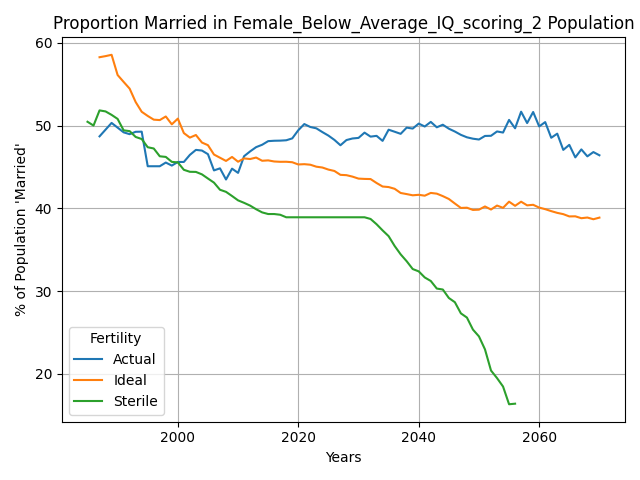 Proportion Married in Female_Below_Average_IQ_scoring_2 Population
% of Population 'Married'
60
50
40
30
20
Fertility
Actual
Ideal
Sterile
2000
2020
2040
2060
Years